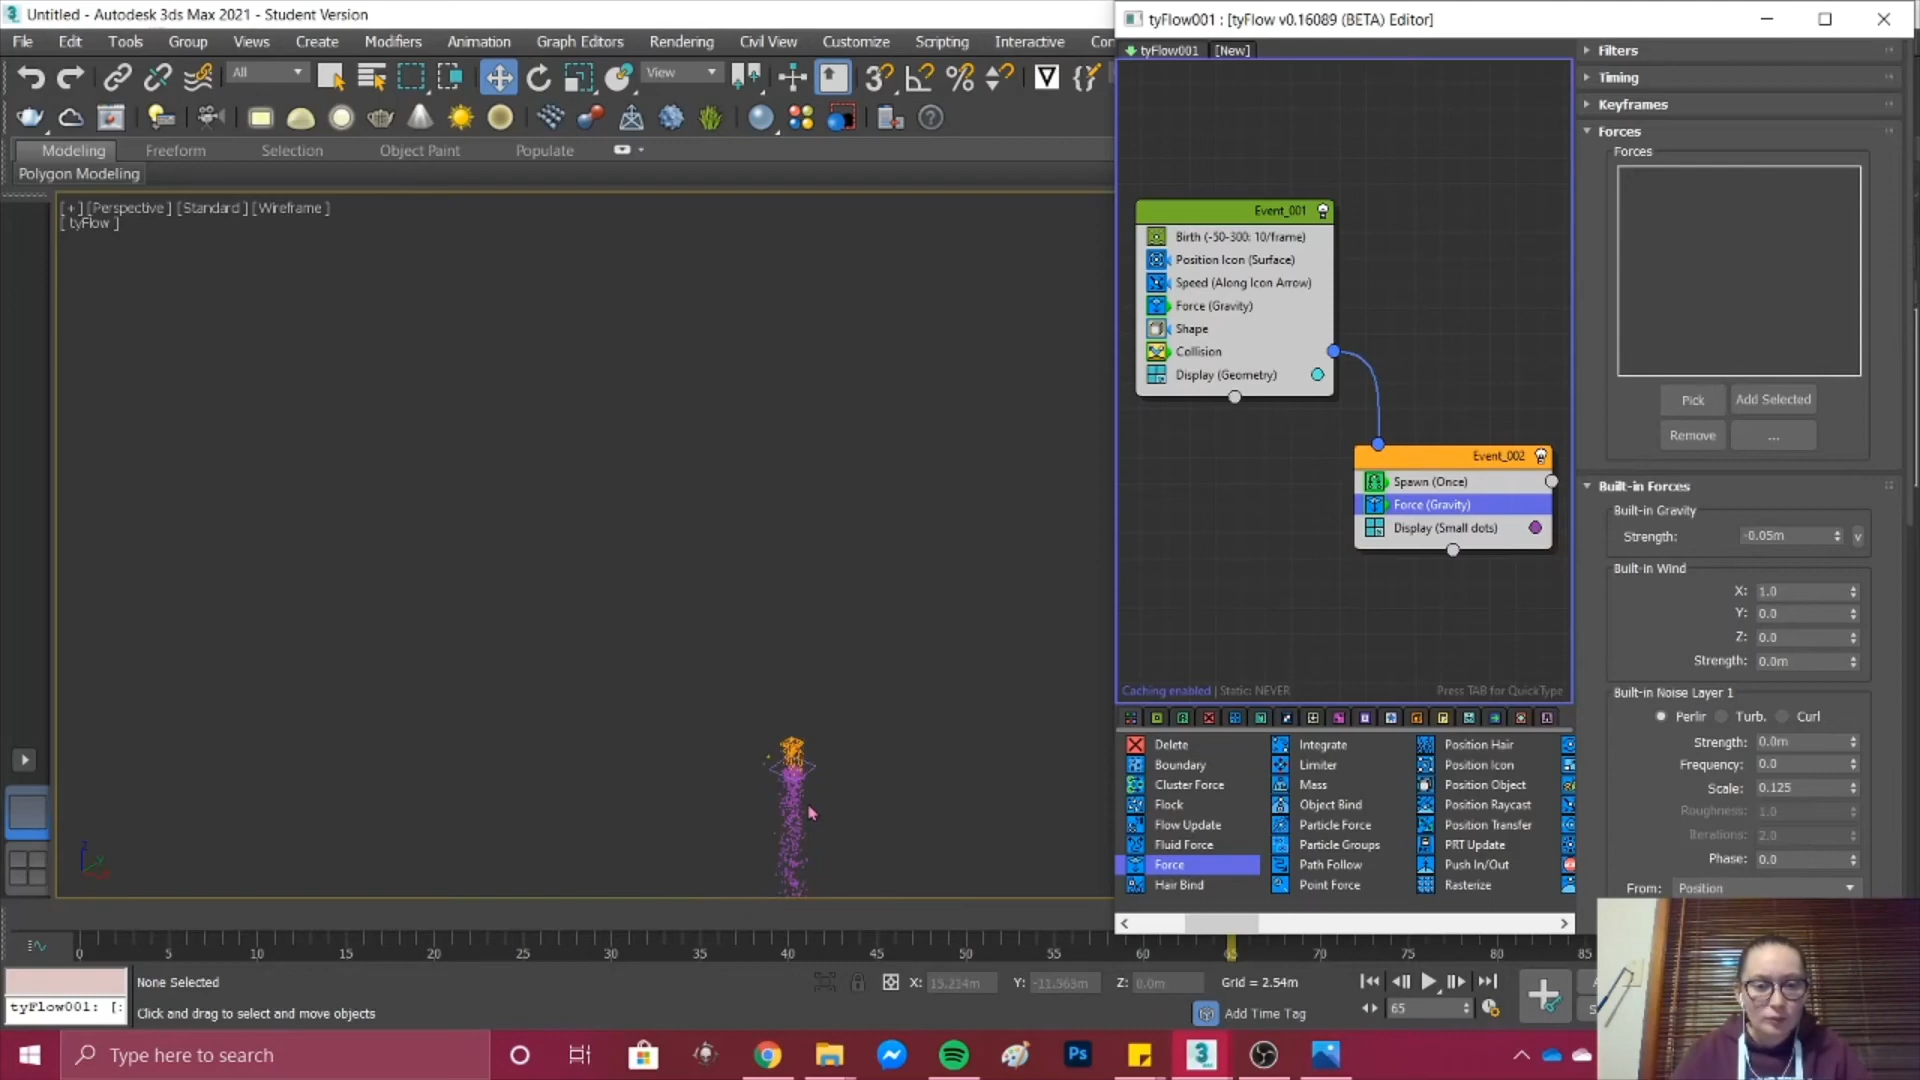 Untitled - Autodesk 3ds Max 2021 - Student Version
File Edit Tools Group Views Create Modifiers Animation Graph Editors Rendering Civil View Customize Scripting Interactive Con
All View
Modeling Freeform Selection Object Paint Populate
Polygon Modeling
[ + ] [Perspective ] [Standard ] [Wireframe ]
[ tyFlow ]
tyFlow001 : [tyFlow v0.16089 (BETA) Editor]
tyFlow001 [New]
Event_001
Birth (-50-300: 10/frame)
Position Icon (Surface)
Speed (Along Icon Arrow)
Force (Gravity)
Shape
Collision
Display (Geometry)
Event_002
Spawn (Once)
Force (Gravity)
Display (Small dots)
Caching enabled | Static: NEVER
Press TAB for QuickType
Delete Integrate Position Hair
Boundary Limiter Position Icon
Cluster Force Mass Position Object
Flock Object Bind Position Raycast
Flow Update Particle Force Position Transfer
Fluid Force Particle Groups PRT Update
Force Path Follow Push In/Out
Hair Bind Point Force Rasterize
Filters
Timing
Keyframes
Forces
Forces
Pick Add Selected
Remove ...
Built-in Forces
Built-in Gravity
Strength: -0.05m v
Built-in Wind
X: 1.0
Y: 0.0
Z: 0.0
Strength: 0.0m
Built-in Noise Layer 1
Perlir Turb. Curl
Strength: 0.0m
Frequency: 0.0
Scale: 0.125
Roughness: 1.0
Iterations: 2.0
Phase: 0.0
From: Position
0 5 10 15 20 25 30 35 40 45 50 55 60 65 70 75 80 85
None Selected
X: 15.214m Y: -11.563m Z: 0.0m Grid = 2.54m
tyFlow001: [:
Click and drag to select and move objects
Add Time Tag
65
Type here to search